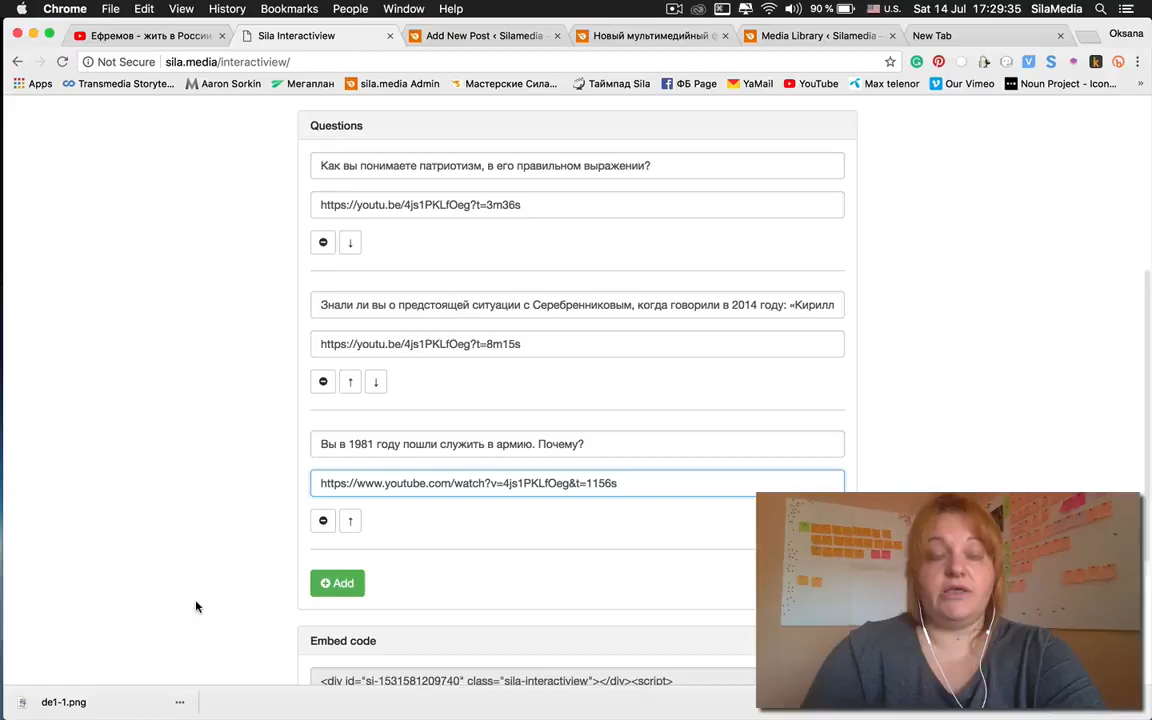 Chrome File Edit View History Bookmarks People Window Help 90 % U.S. Sat 14 Jul 17:29:35 SilaMedia
Ефремов - жить в России Sila Interactiview Add New Post ‹ Silamedia Новый мультимедийный ф Media Library ‹ Silamedia New Tab Oksana
Not Secure sila.media/interactiview/
Apps Transmedia Storyte... Aaron Sorkin Мегаплан sila.media Admin Мастерские Сила... Таймпад Sila ФБ Page YaMail YouTube Max telenor Our Vimeo Noun Project - Icon...
Questions
Как вы понимаете патриотизм, в его правильном выражении?
https://youtu.be/4js1PKLfOeg?t=3m36s
Знали ли вы о предстоящей ситуации с Серебренниковым, когда говорили в 2014 году: «Кирилл
https://youtu.be/4js1PKLfOeg?t=8m15s
Вы в 1981 году пошли служить в армию. Почему?
https://www.youtube.com/watch?v=4js1PKLfOeg&t=1156s
Add
Embed code
<div id="si-1531581209740" class="sila-interactiview"></div><script>
de1-1.png